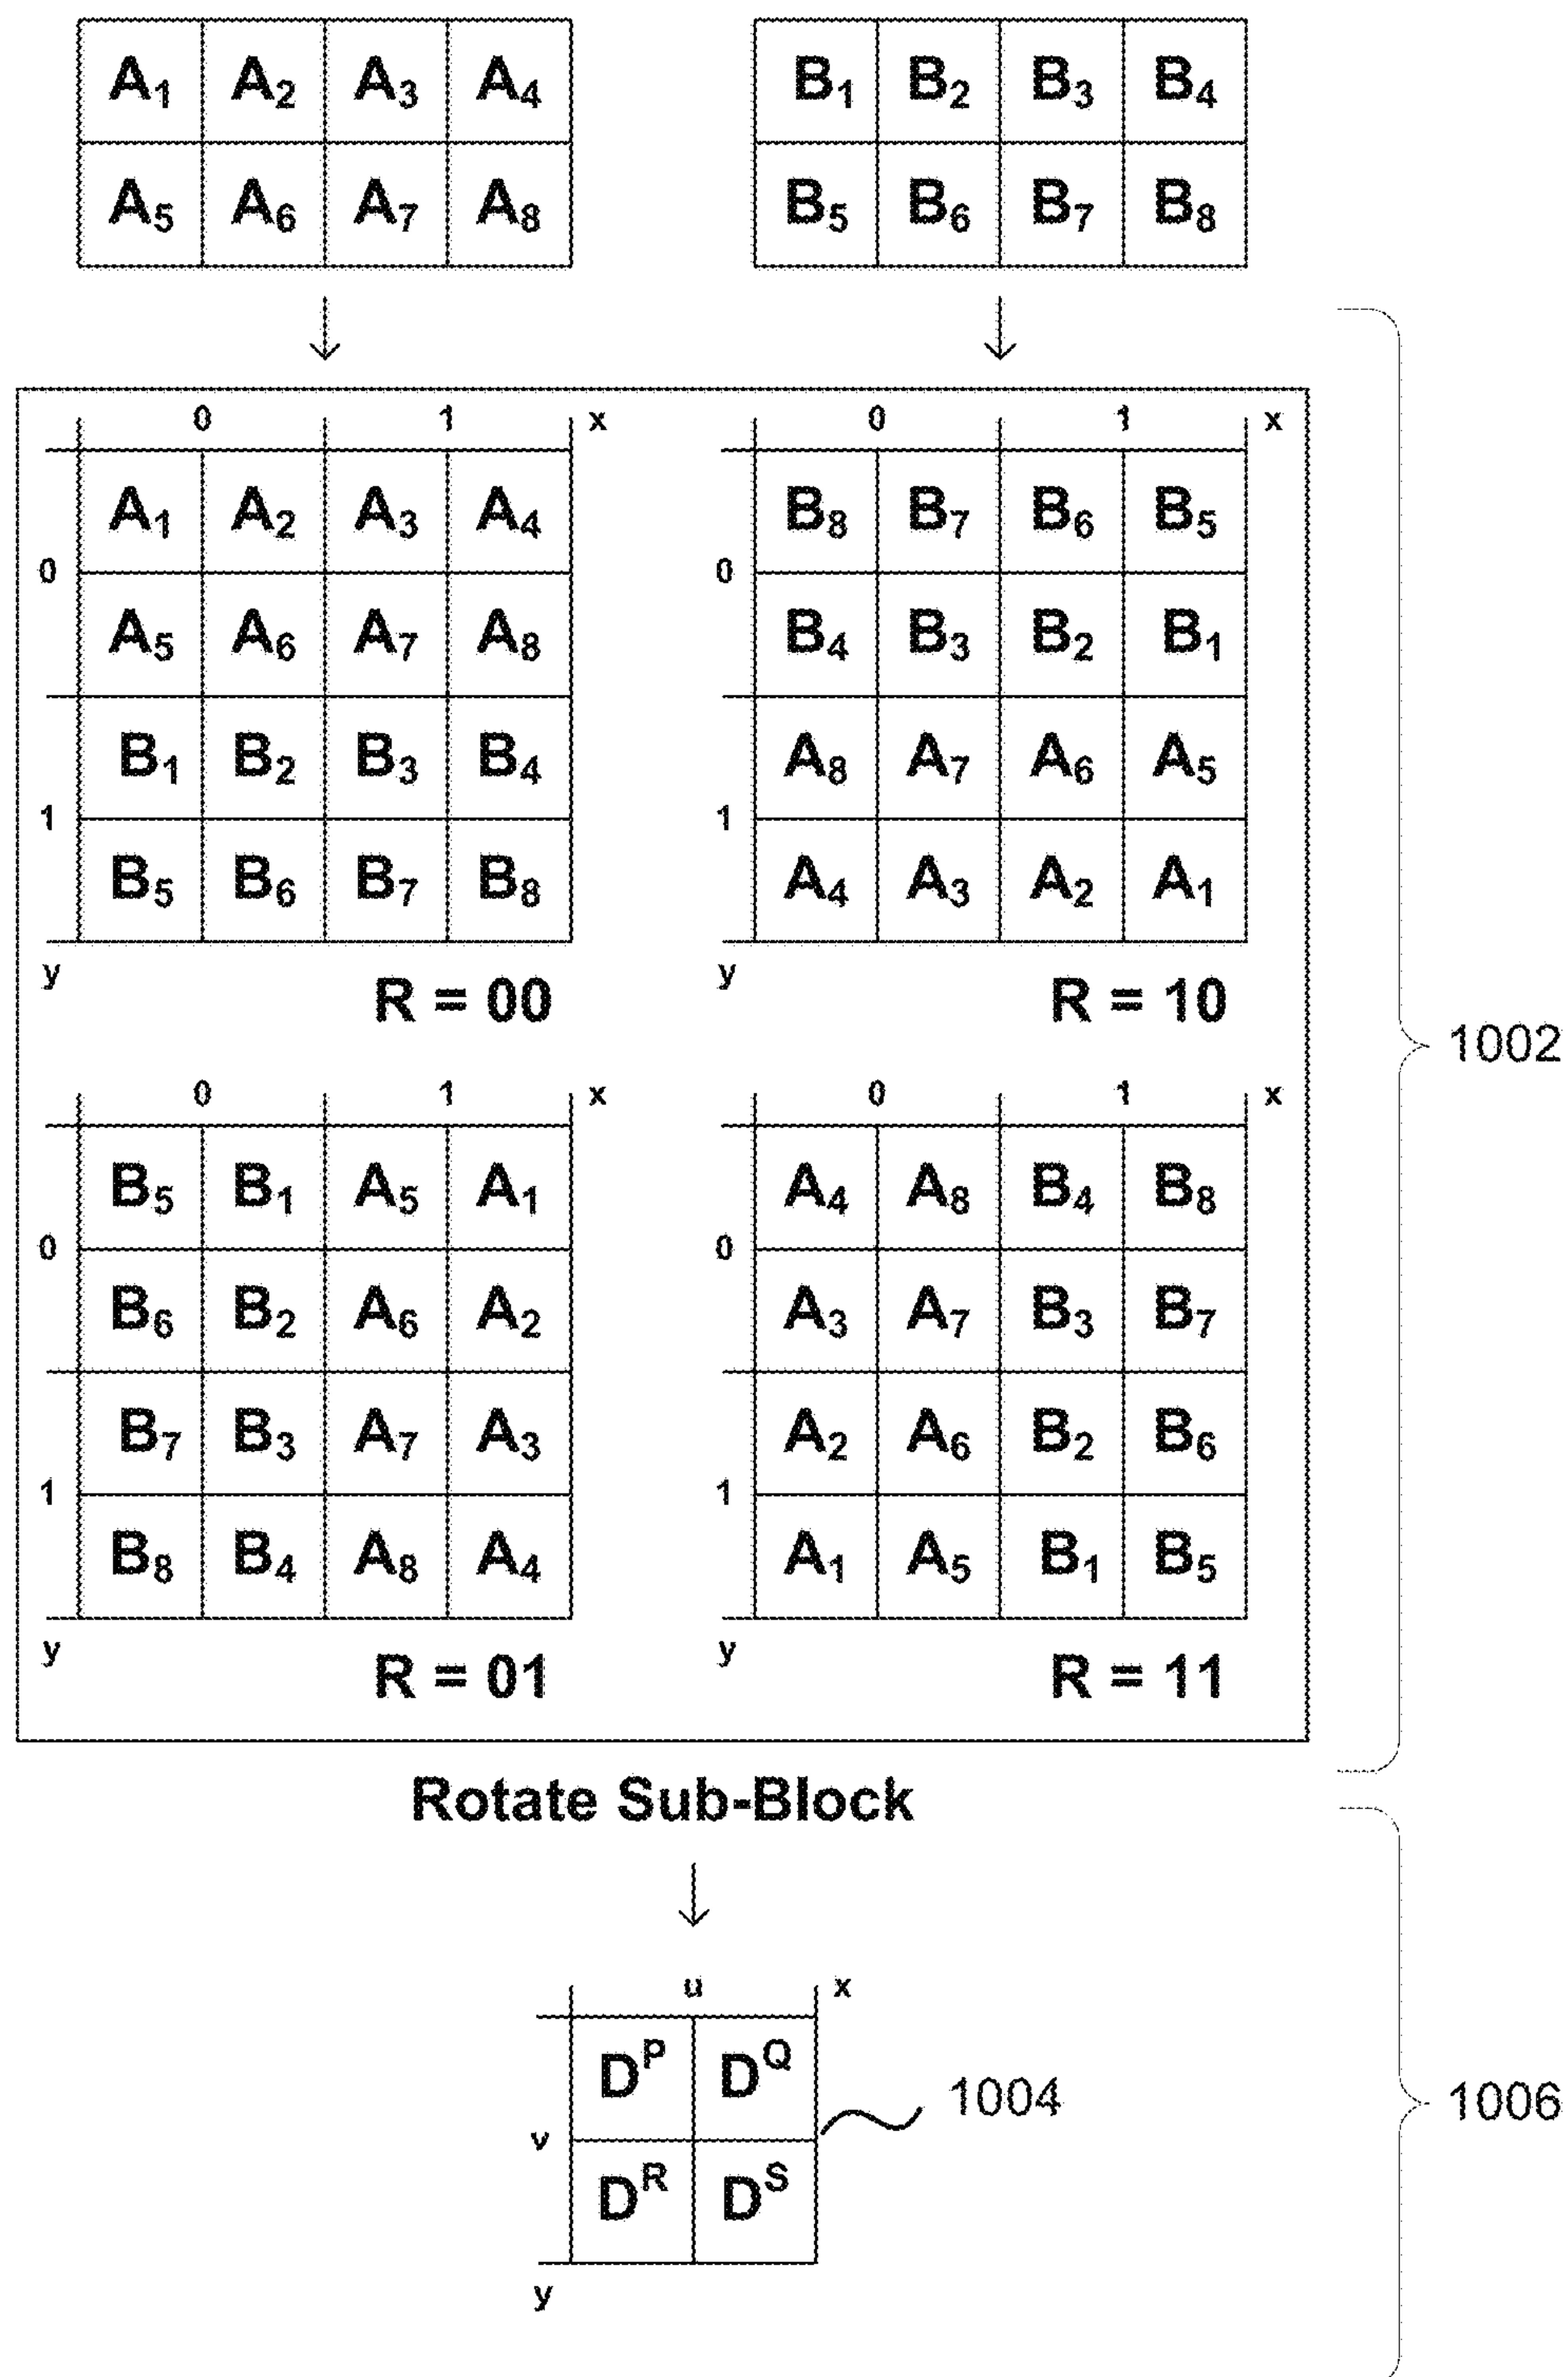 A1 A2 A3 A4 B1 B2 B3 B4
A5 A6 A7 A8 B5 B6 B7 B8
0 1 x 0 1 x
A1 A2 A3 A4 B8 B7 B6 B5
0 0
A5 A6 A7 A8 B4 B3 B2 B1
B1 B2 B3 B4 A8 A7 A6 A5
1 1
B5 B6 B7 B8 A4 A3 A2 A1
y y
R = 00 R = 10
1002
0 1 x 0 1 x
B5 B1 A5 A1 A4 A8 B4 B8
0 0
B6 B2 A6 A2 A3 A7 B3 B7
B7 B3 A7 A3 A2 A6 B2 B6
1 1
B8 B4 A8 A4 A1 A5 B1 B5
y y
R = 01 R = 11
Rotate Sub-Block
u x
DP DQ
1004
1006
v
DR DS
y